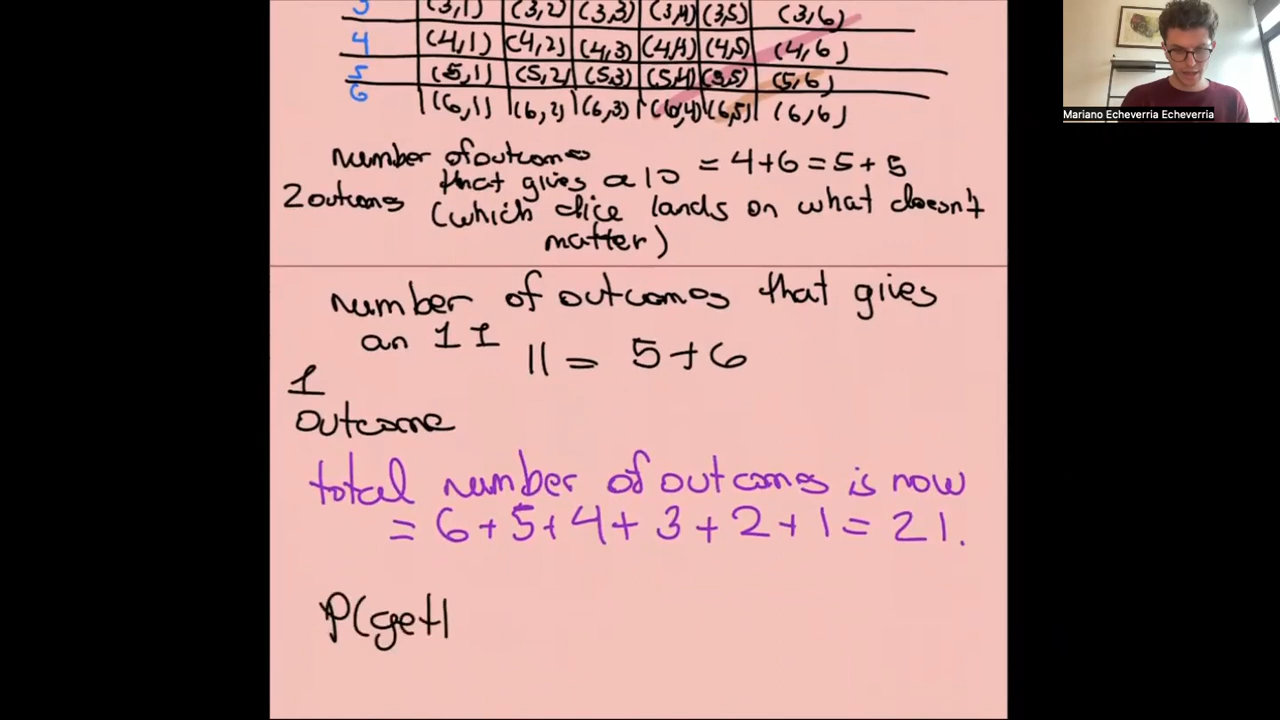 3 (3,1) (3,2) (3,3) (3,4) (3,5) (3,6)
4 (4,1) (4,2) (4,3) (4,4) (4,5) (4,6)
5 (5,1) (5,2) (5,3) (5,4) (5,5) (5,6)
6 (6,1) (6,2) (6,3) (6,4) (6,5) (6,6)
number of outcomes
that gives a 10 = 4+6 = 5+5
2 outcomes (which dice lands on what doesn't
matter)
number of outcomes that gives
an 11
11 = 5+6
1
outcome
total number of outcomes is now
= 6+5+4+3+2+1 = 21.
P(get
Mariano Echeverria Echeverria